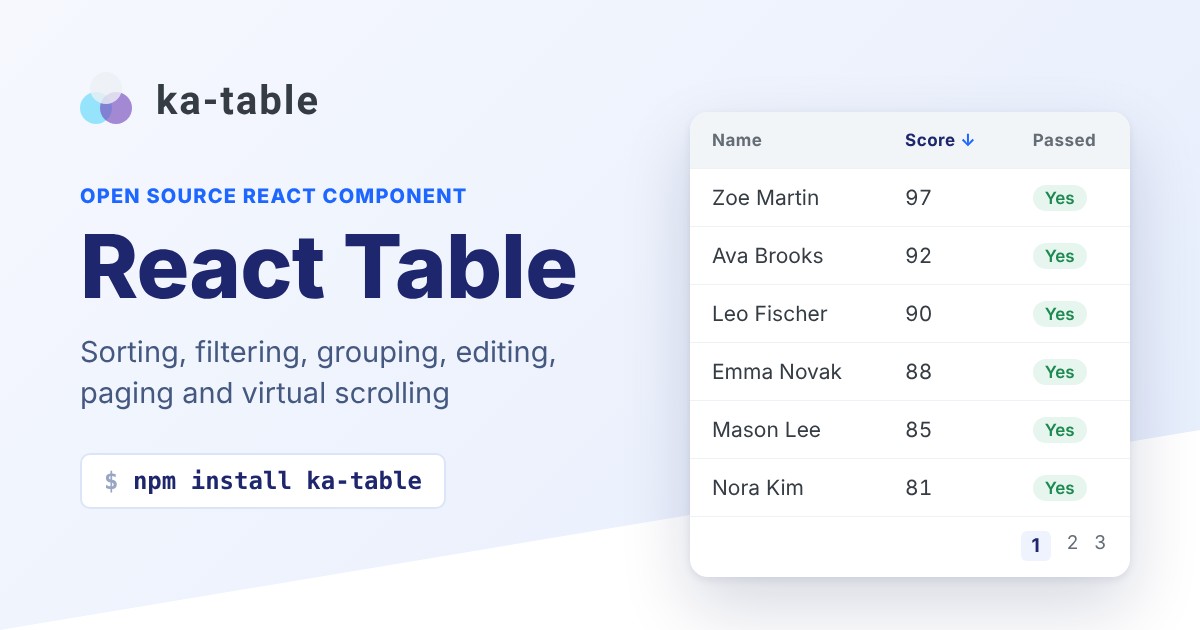 ka-table
OPEN SOURCE REACT COMPONENT
React Table
Sorting, filtering, grouping, editing,
paging and virtual scrolling
$ npm install ka-table
Name Score ↓ Passed
Zoe Martin 97 Yes
Ava Brooks 92 Yes
Leo Fischer 90 Yes
Emma Novak 88 Yes
Mason Lee 85 Yes
Nora Kim 81 Yes
1 2 3